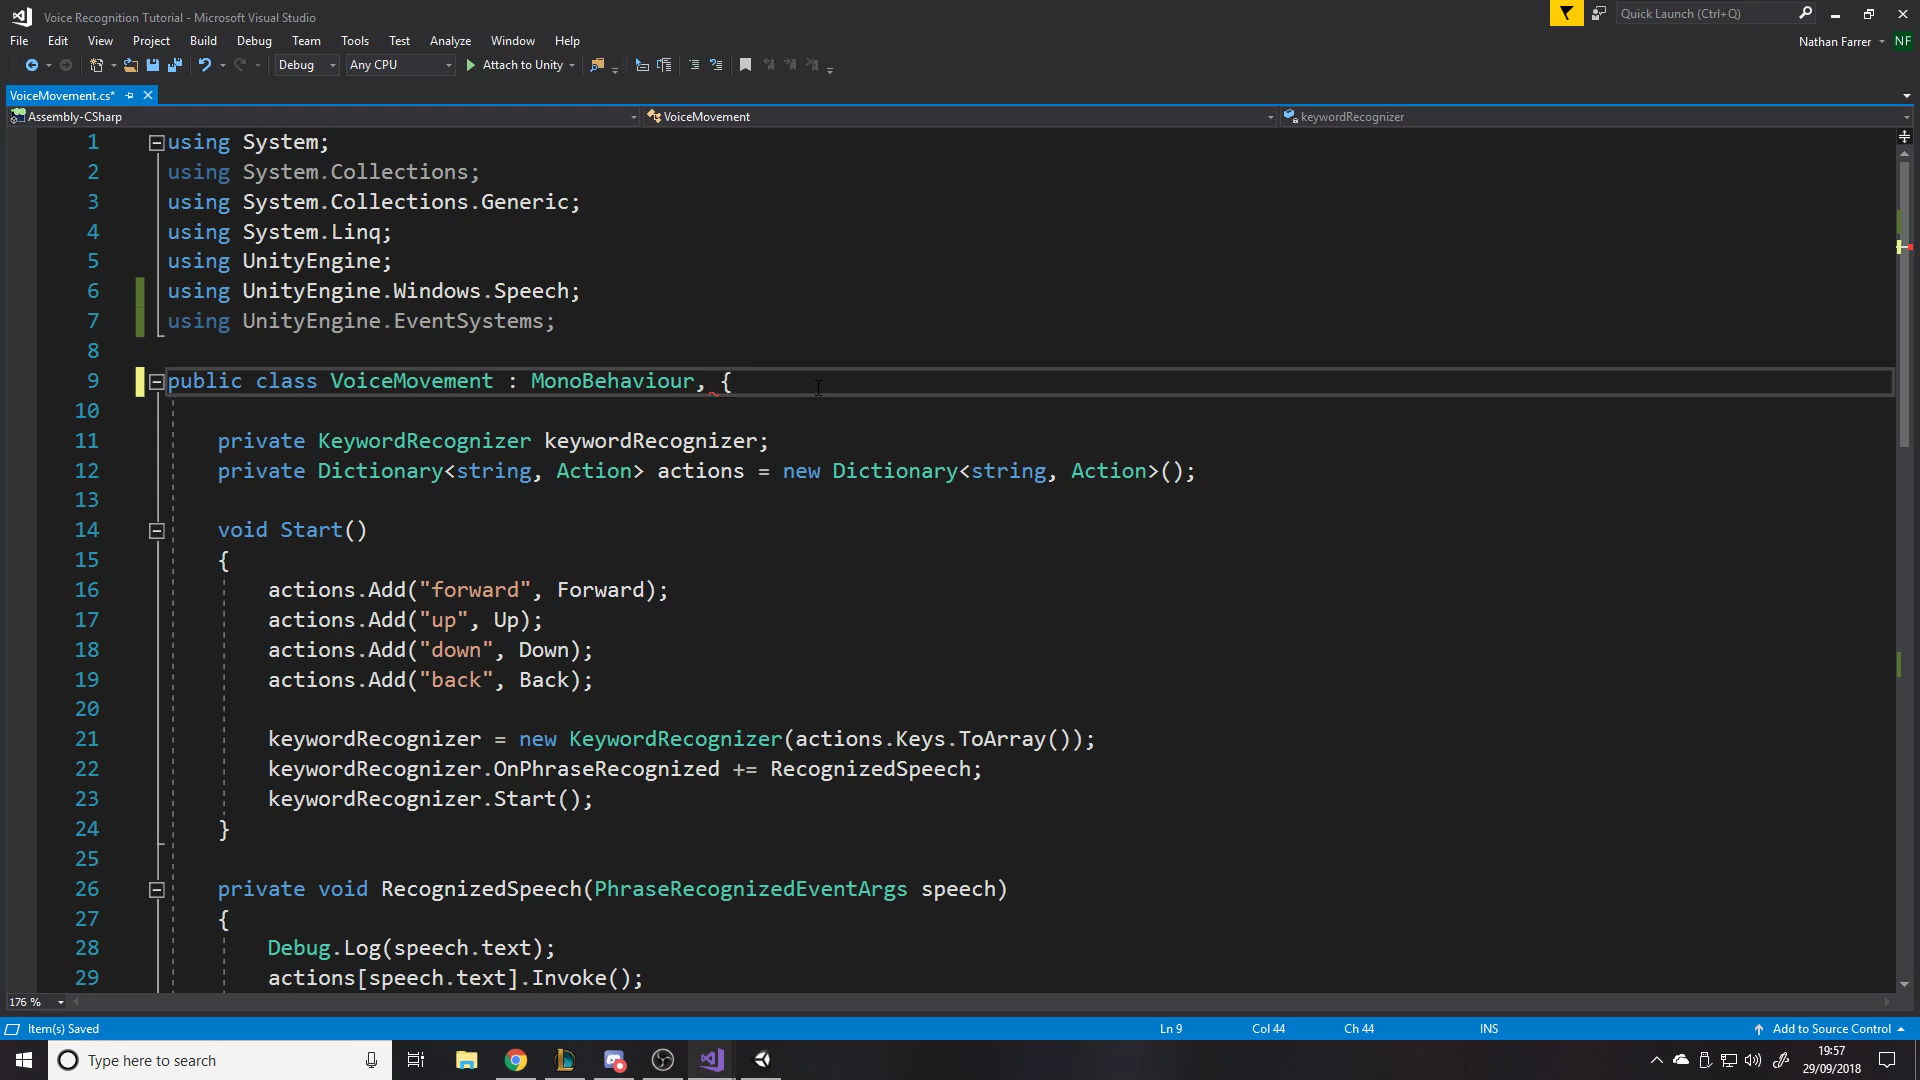 Voice Recognition Tutorial - Microsoft Visual Studio
Quick Launch (Ctrl+Q)
File Edit View Project Build Debug Team Tools Test Analyze Window Help
Nathan Farrer NF
Debug Any CPU Attach to Unity
VoiceMovement.cs*
Assembly-CSharp VoiceMovement keywordRecognizer
1 using System;
2 using System.Collections;
3 using System.Collections.Generic;
4 using System.Linq;
5 using UnityEngine;
6 using UnityEngine.Windows.Speech;
7 using UnityEngine.EventSystems;
8
9 public class VoiceMovement : MonoBehaviour, {
10
11 private KeywordRecognizer keywordRecognizer;
12 private Dictionary<string, Action> actions = new Dictionary<string, Action>();
13
14 void Start()
15 {
16 actions.Add("forward", Forward);
17 actions.Add("up", Up);
18 actions.Add("down", Down);
19 actions.Add("back", Back);
20
21 keywordRecognizer = new KeywordRecognizer(actions.Keys.ToArray());
22 keywordRecognizer.OnPhraseRecognized += RecognizedSpeech;
23 keywordRecognizer.Start();
24 }
25
26 private void RecognizedSpeech(PhraseRecognizedEventArgs speech)
27 {
28 Debug.Log(speech.text);
29 actions[speech.text].Invoke();
176 %
Item(s) Saved Ln 9 Col 44 Ch 44 INS Add to Source Control
Type here to search
19:57
29/09/2018